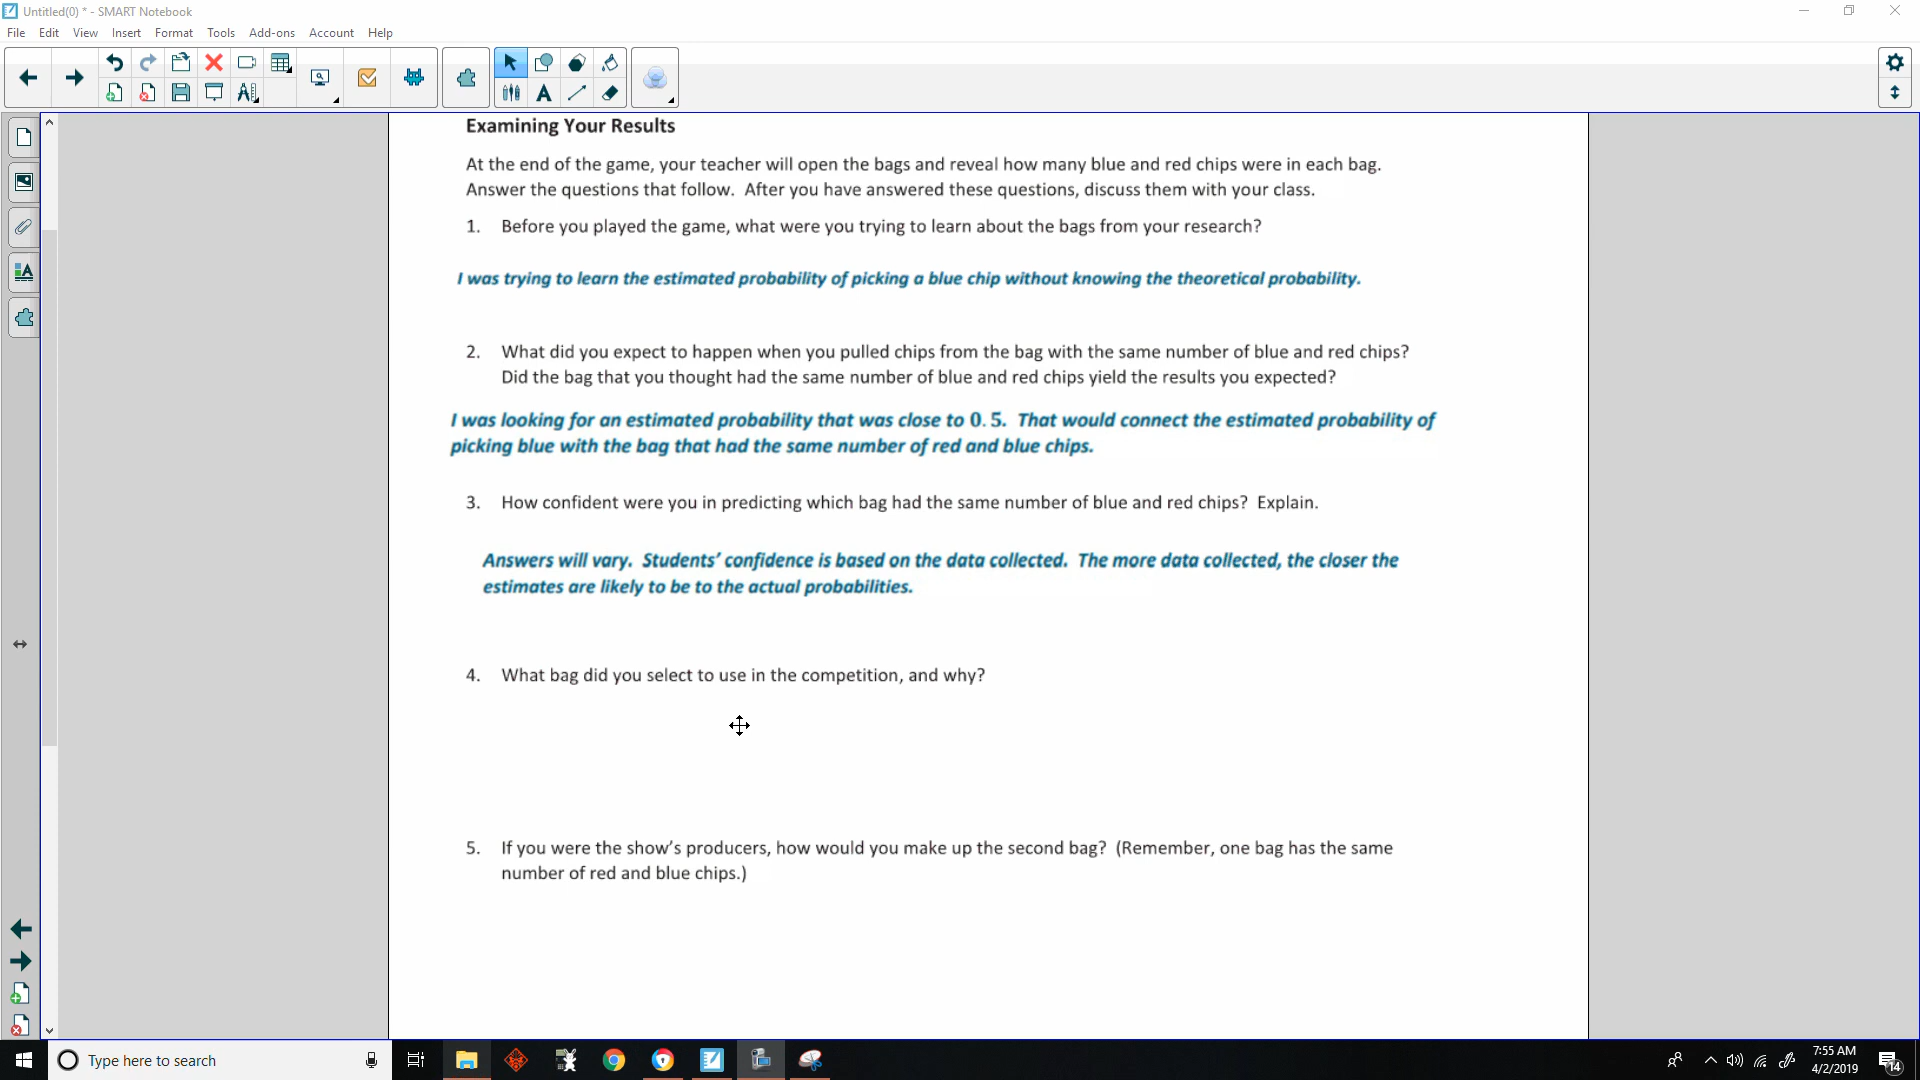 Untitled(0) * - SMART Notebook
File Edit View Insert Format Tools Add-ons Account Help
Examining Your Results
At the end of the game, your teacher will open the bags and reveal how many blue and red chips were in each bag.
Answer the questions that follow. After you have answered these questions, discuss them with your class.
1. Before you played the game, what were you trying to learn about the bags from your research?
I was trying to learn the estimated probability of picking a blue chip without knowing the theoretical probability.
2. What did you expect to happen when you pulled chips from the bag with the same number of blue and red chips?
Did the bag that you thought had the same number of blue and red chips yield the results you expected?
I was looking for an estimated probability that was close to 0.5. That would connect the estimated probability of
picking blue with the bag that had the same number of red and blue chips.
3. How confident were you in predicting which bag had the same number of blue and red chips? Explain.
Answers will vary. Students' confidence is based on the data collected. The more data collected, the closer the
estimates are likely to be to the actual probabilities.
4. What bag did you select to use in the competition, and why?
5. If you were the show's producers, how would you make up the second bag? (Remember, one bag has the same
number of red and blue chips.)
Type here to search
7:55 AM
4/2/2019
14